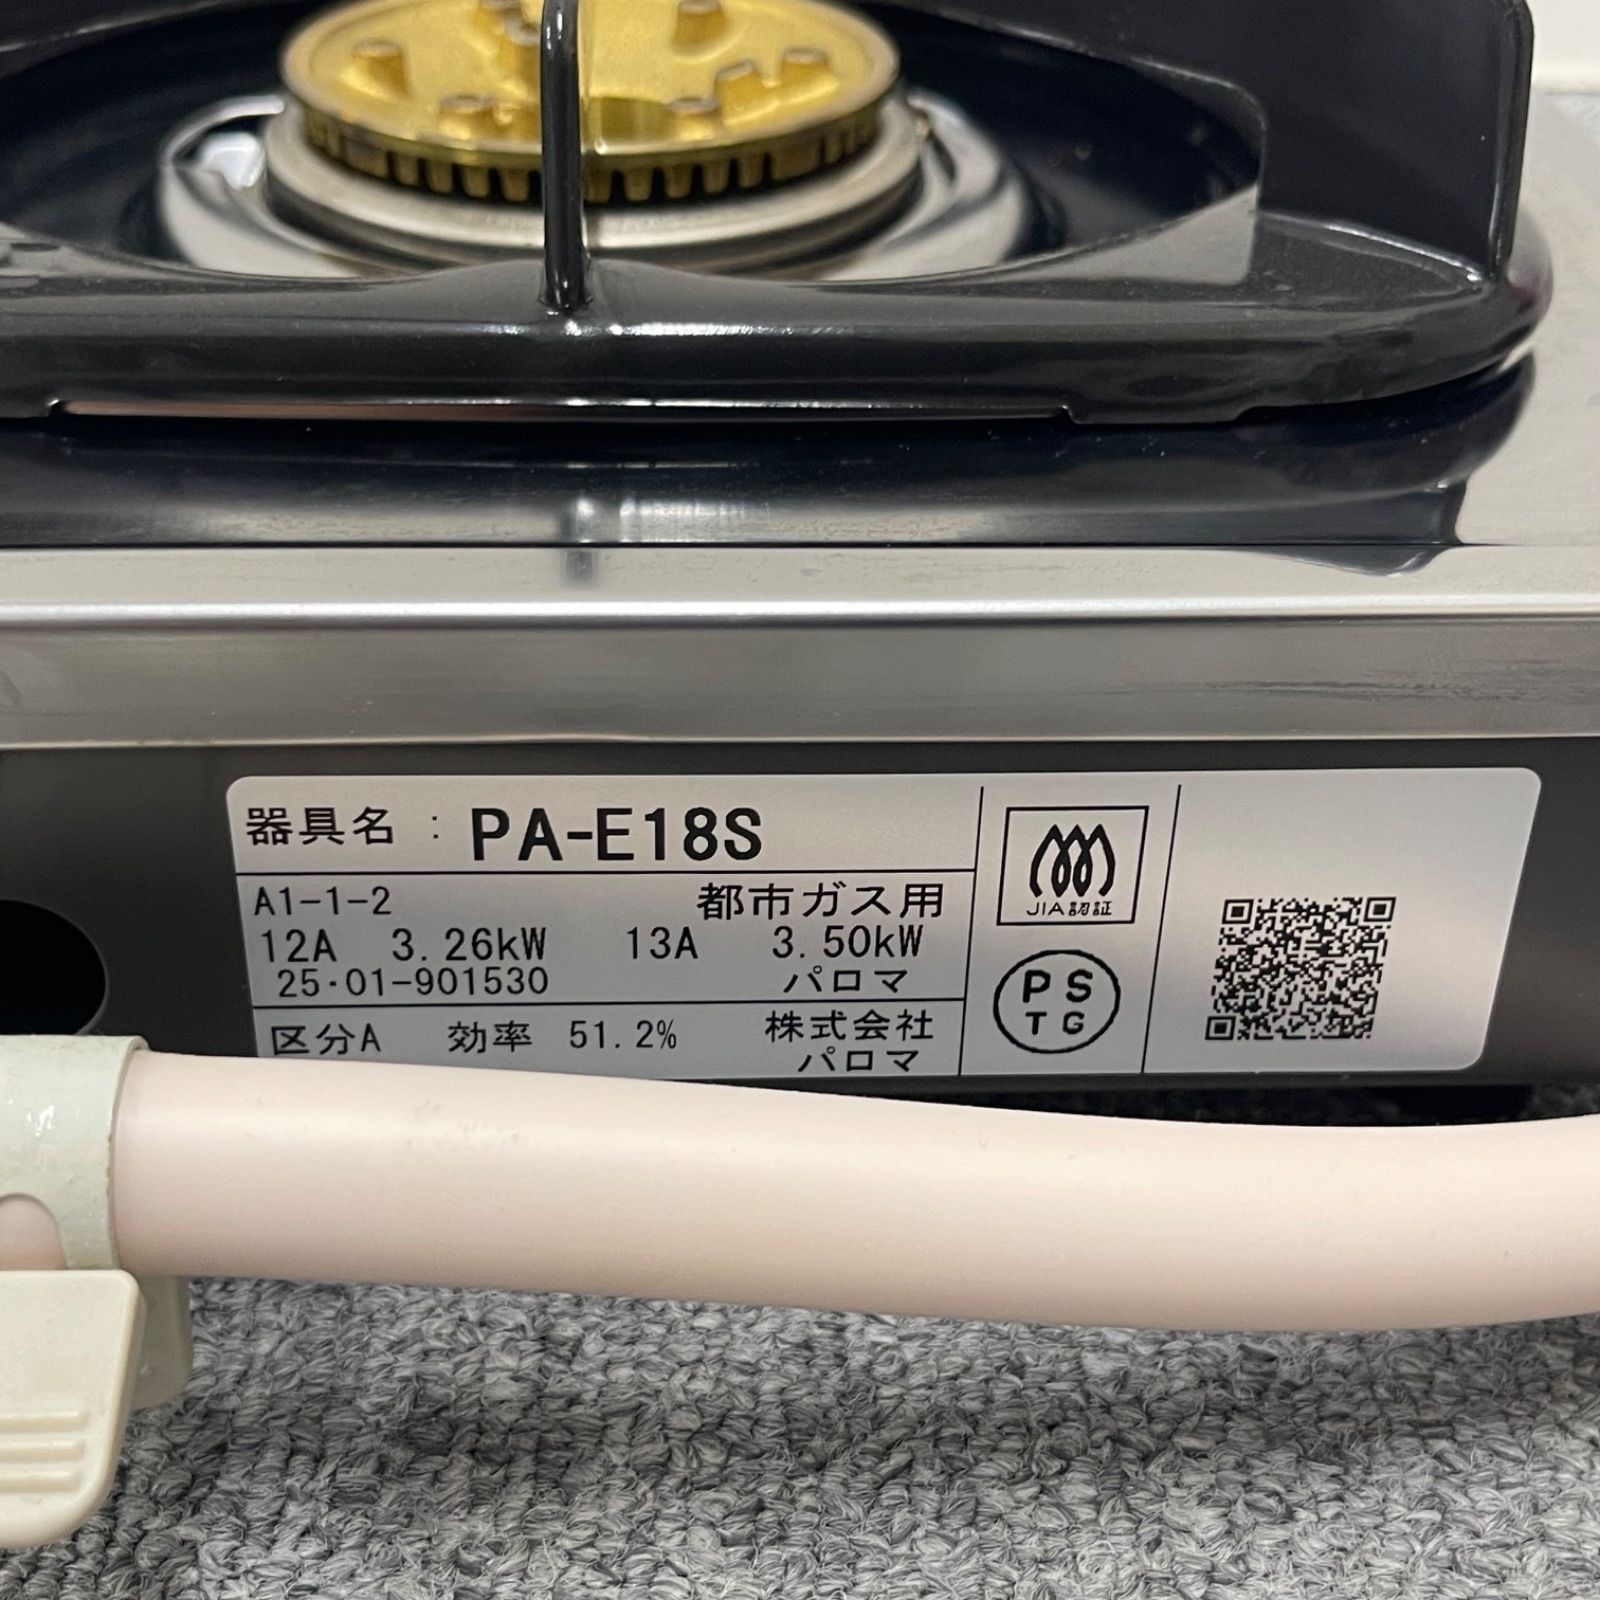 器具名 : PA-E18S
A1-1-2 都市ガス用
12A 3.26kW 13A 3.50kW
25・01-901530 パロマ
区分A 効率 51.2% 株式会社
パロマ
JIA認証
PS
TG